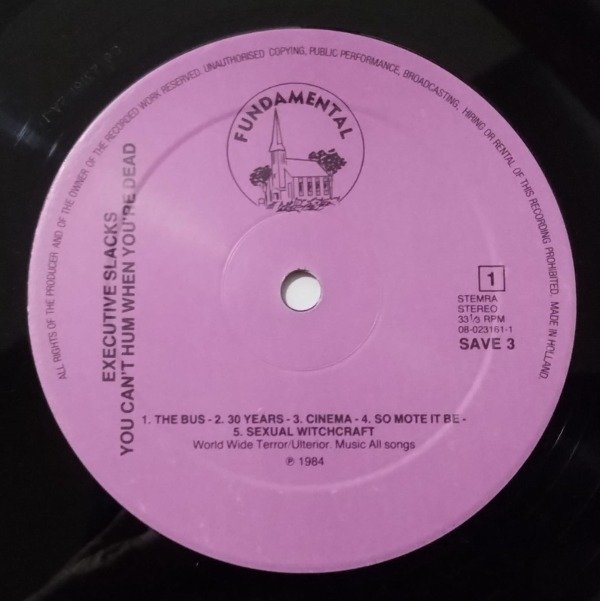 ALL RIGHTS OF THE PRODUCER AND OF THE OWNER OF THE RECORDED WORK RESERVED. UNAUTHORISED COPYING, PUBLIC PERFORMANCE, BROADCASTING, HIRING OR RENTAL OF THIS RECORDING PROHIBITED. MADE IN HOLLAND
FUNDAMENTAL
EXECUTIVE SLACKS
YOU CAN'T HUM WHEN YOU'RE DEAD
1
STEMRA
STEREO
33⅓ RPM
08-023161-1
SAVE 3
1. THE BUS - 2. 30 YEARS - 3. CINEMA - 4. SO MOTE IT BE -
5. SEXUAL WITCHCRAFT
World Wide Terror/Ulterior. Music All songs
℗ 1984